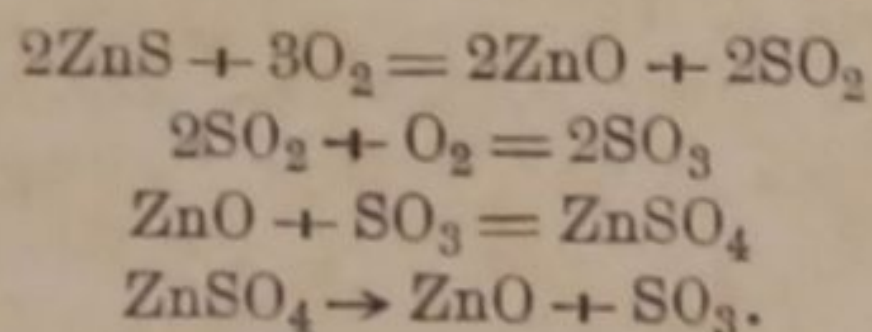 2ZnS + 3O₂ = 2ZnO + 2SO₂
2SO₂ + O₂ = 2SO₃
ZnO + SO₃ = ZnSO₄
ZnSO₄ → ZnO + SO₃.